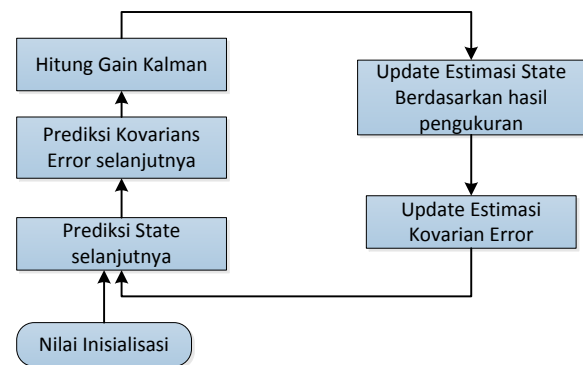 Hitung Gain Kalman
Prediksi Kovarians
Error selanjutnya
Prediksi State
selanjutnya
Nilai Inisialisasi
Update Estimasi State
Berdasarkan hasil
pengukuran
Update Estimasi
Kovarian Error